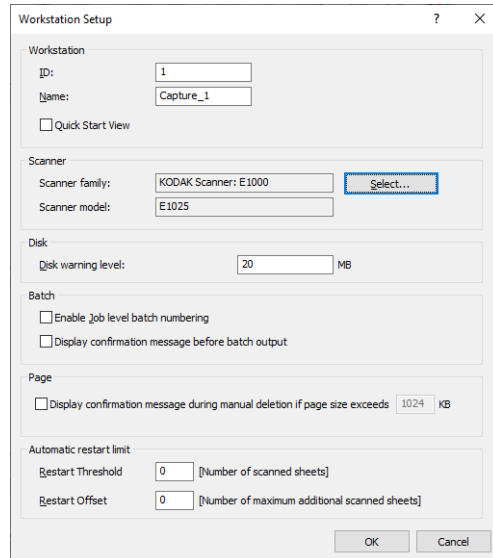 Workstation Setup ? ×
Workstation
ID: 1
Name: Capture_1
Quick Start View
Scanner
Scanner family: KODAK Scanner: E1000 Select...
Scanner model: E1025
Disk
Disk warning level: 20 MB
Batch
Enable Job level batch numbering
Display confirmation message before batch output
Page
Display confirmation message during manual deletion if page size exceeds 1024 KB
Automatic restart limit
Restart Threshold 0 [Number of scanned sheets]
Restart Offset 0 [Number of maximum additional scanned sheets]
OK Cancel